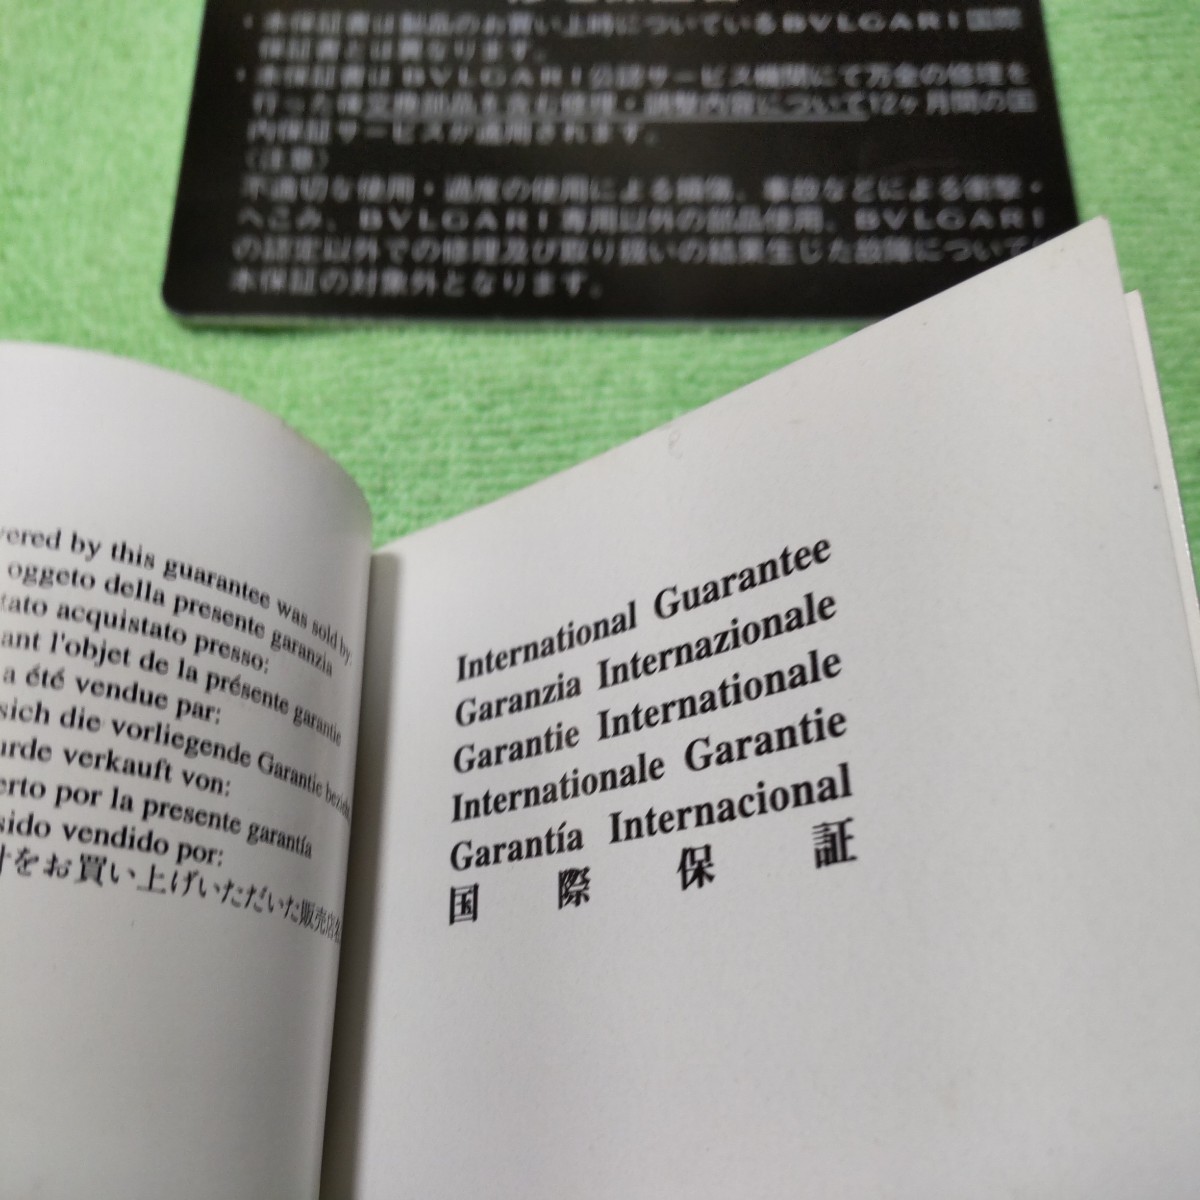 ・本保証書は製品のお買い上時についているBVLGARI国際
保証書とは異なります。
・本保証書はBVLGARI公認サービス機関にて万全の修理を
行った後交換部品も含む修理・調整内容について12ヶ月間の国
内保証サービスが適用されます。
（注意）
不適切な使用・過度の使用による損傷、事故などによる衝撃・
へこみ、BVLGARI専用以外の部品使用、BVLGARI
の認定以外での修理及び取り扱いの結果生じた故障については
本保証の対象外となります。
vered by this guarantee was sold by:
oggeto della presente garanzia
tato acquistato presso:
ant l'objet de la présente garantie
a été vendue par:
sich die vorliegende Garantie bezieht
urde verkauft von:
erto por la presente garantía
sido vendido por:
計をお買い上げいただいた販売店名
International Guarantee
Garanzia Internazionale
Garantie Internationale
Internationale Garantie
Garantía Internacional
国際保証